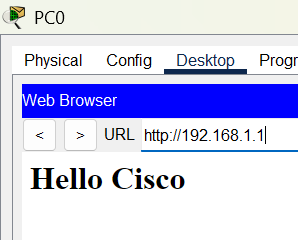 PC0
Physical Config Desktop Progr
Web Browser
< > URL http://192.168.1.1
Hello Cisco